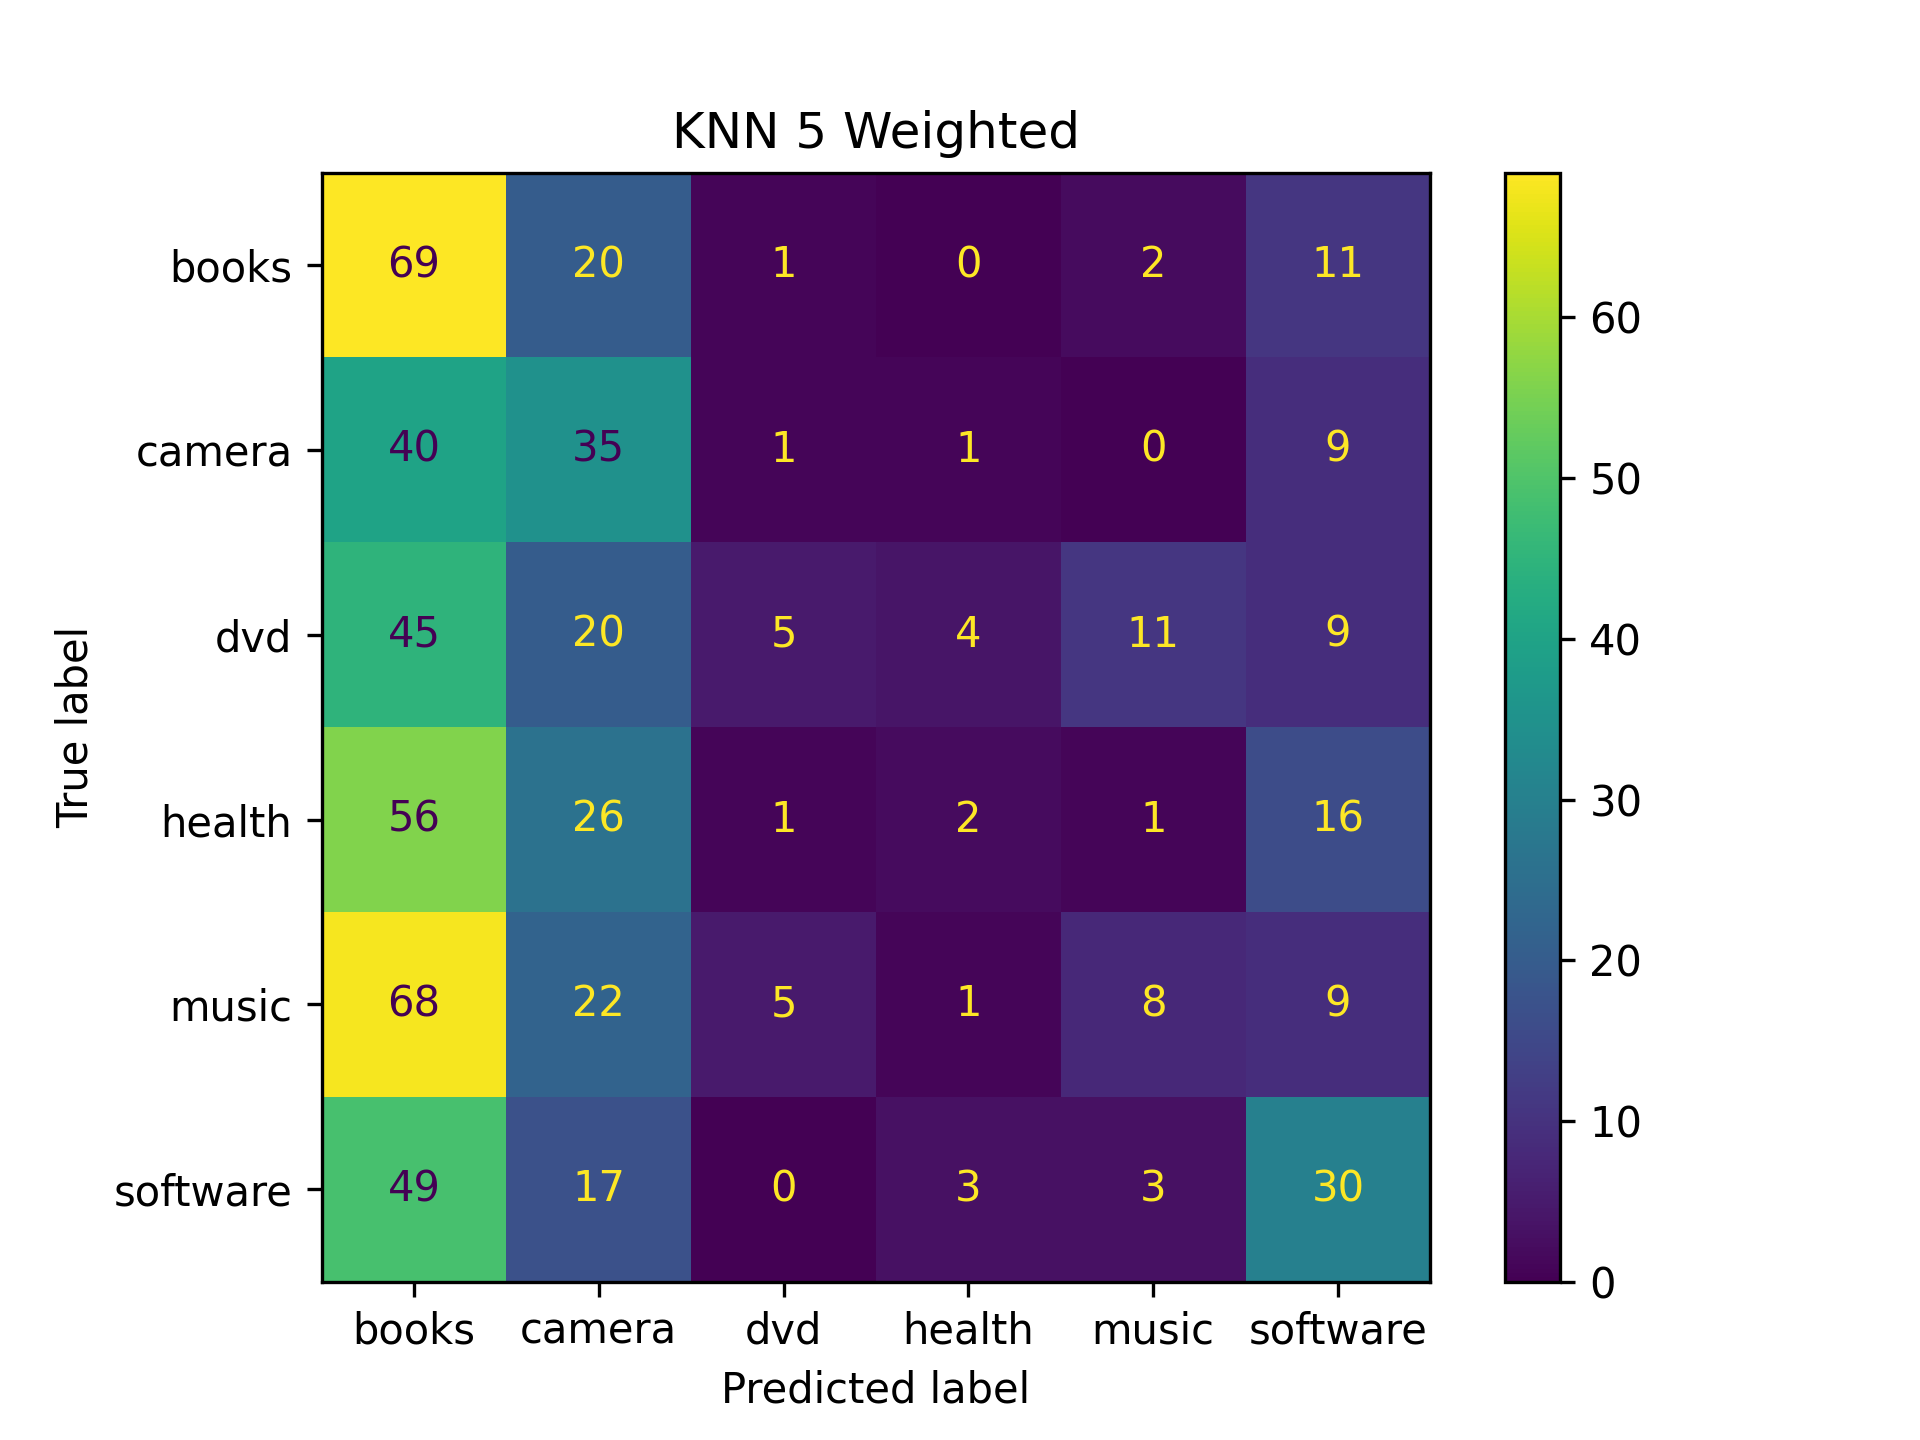 KNN 5 Weighted
books 69 20 1 0 2 11
camera 40 35 1 1 0 9
dvd 45 20 5 4 11 9
health 56 26 1 2 1 16
music 68 22 5 1 8 9
software 49 17 0 3 3 30
True label
books camera dvd health music software
Predicted label
60
50
40
30
20
10
0